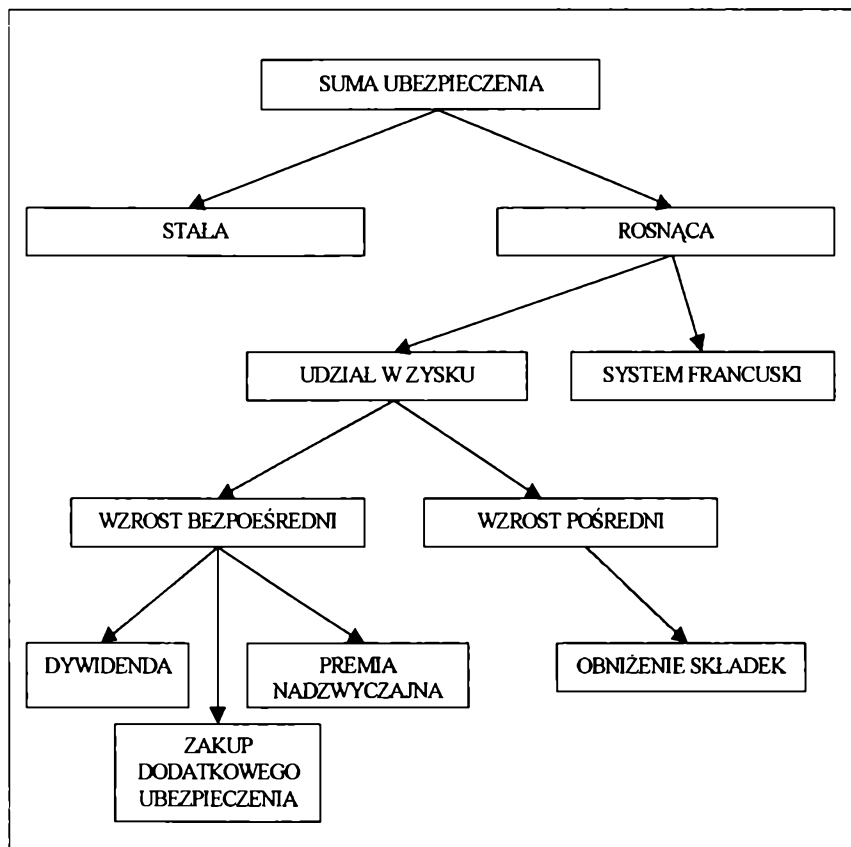 SUMA UBEZPIECZENIA
STAŁA
ROSNĄCA
UDZIAŁ W ZYSKU
SYSTEM FRANCUSKI
WZROST BEZPOEŚREDNI
WZROST POŚREDNI
DYWIDENDA
PREMIA
NADZWYCZAJNA
OBNIŻENIE SKŁADEK
ZAKUP
DODATKOWEGO
UBEZPIECZENIA